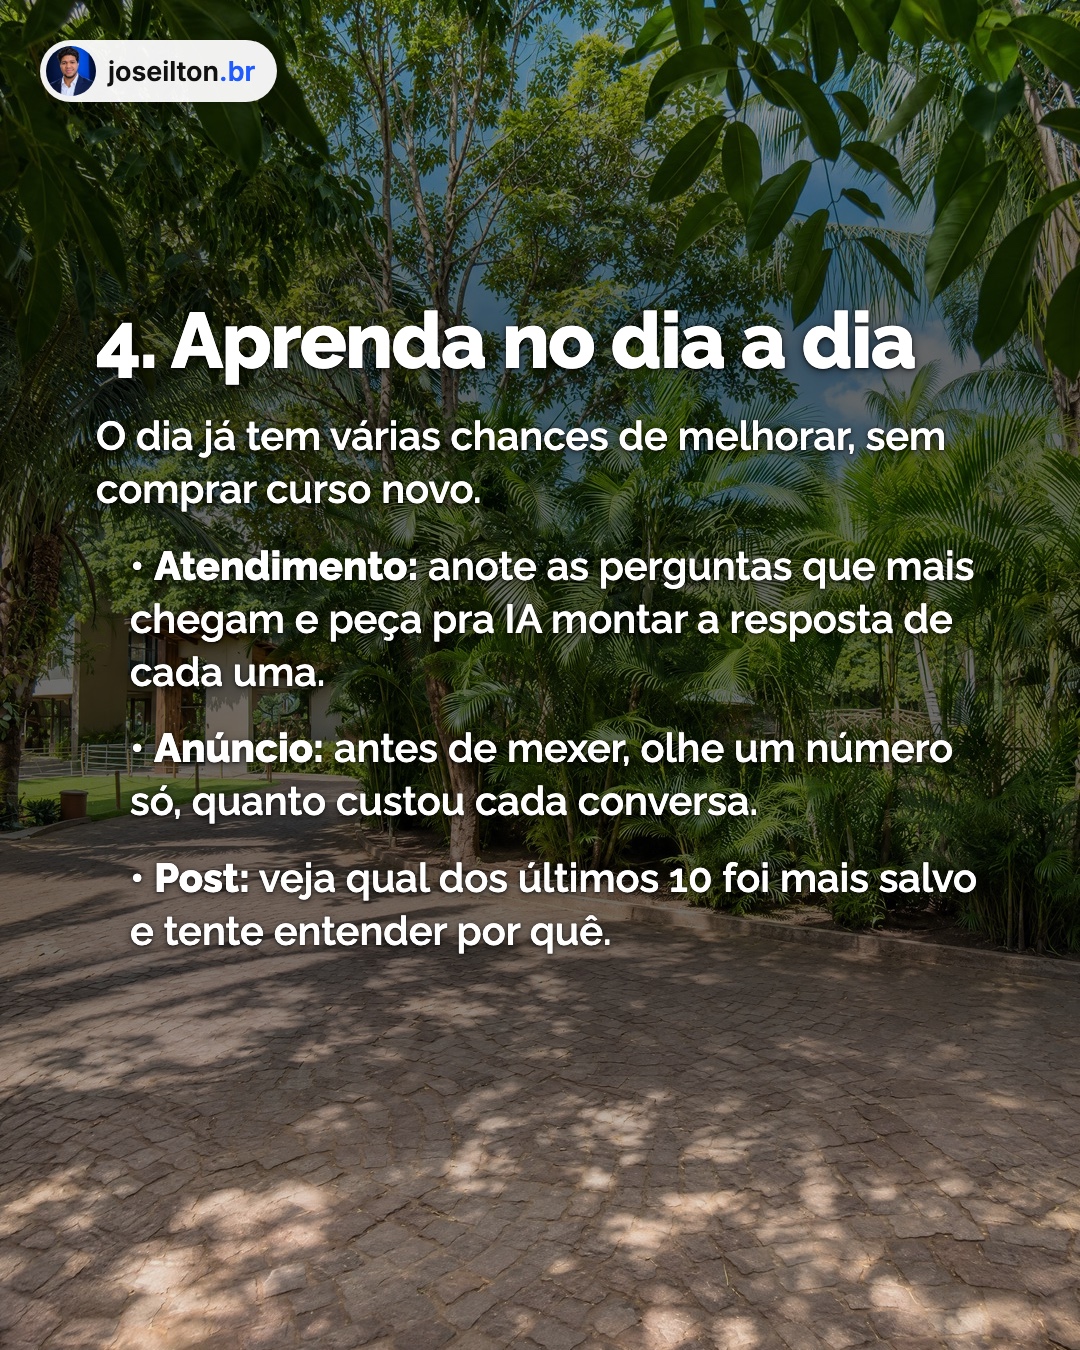 joseilton.br
4. Aprenda no dia a dia
O dia já tem várias chances de melhorar, sem
comprar curso novo.
• Atendimento: anote as perguntas que mais
chegam e peça pra IA montar a resposta de
cada uma.
• Anúncio: antes de mexer, olhe um número
só, quanto custou cada conversa.
• Post: veja qual dos últimos 10 foi mais salvo
e tente entender por quê.